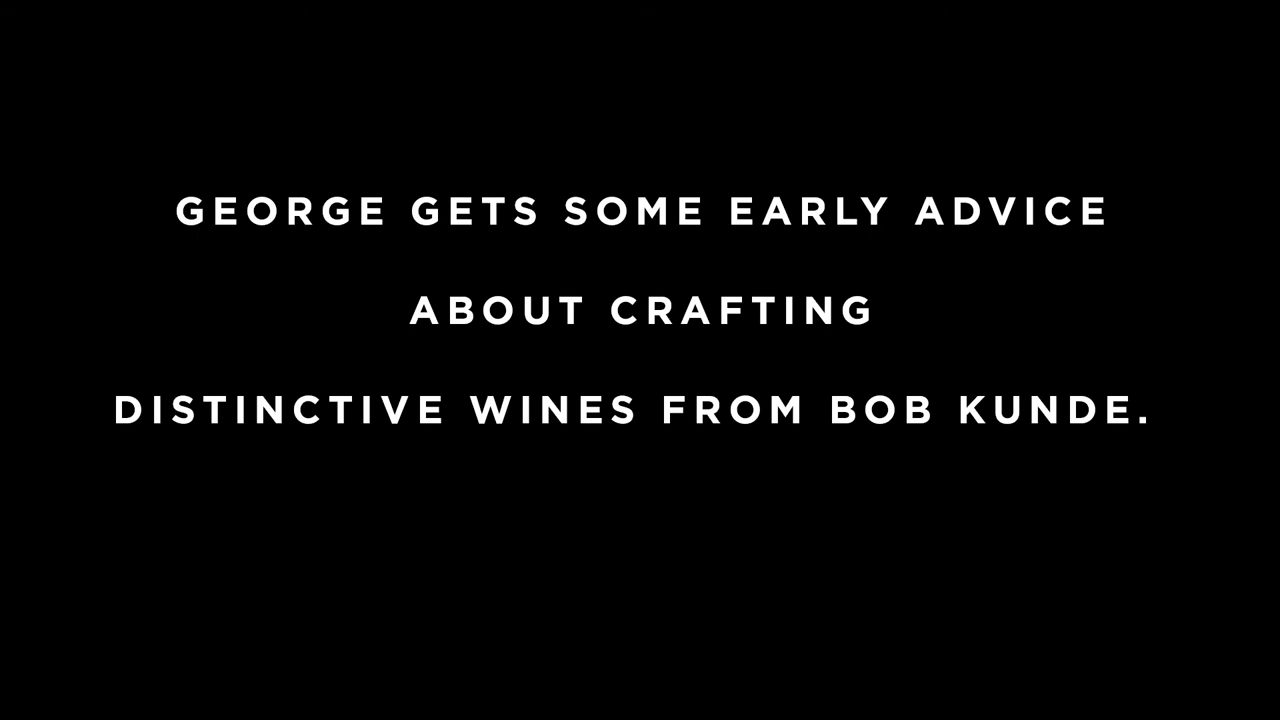 GEORGE GETS SOME EARLY ADVICE
ABOUT CRAFTING
DISTINCTIVE WINES FROM BOB KUNDE.